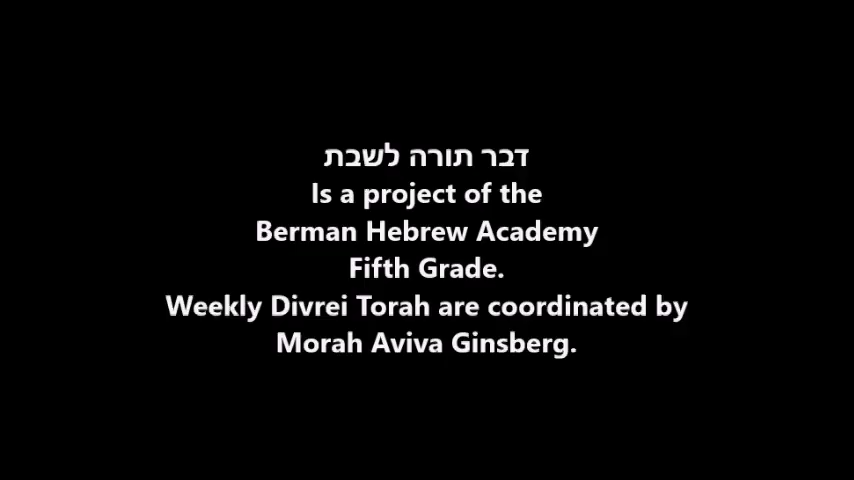 דבר תורה לשבת
Is a project of the
Berman Hebrew Academy
Fifth Grade.
Weekly Divrei Torah are coordinated by
Morah Aviva Ginsberg.